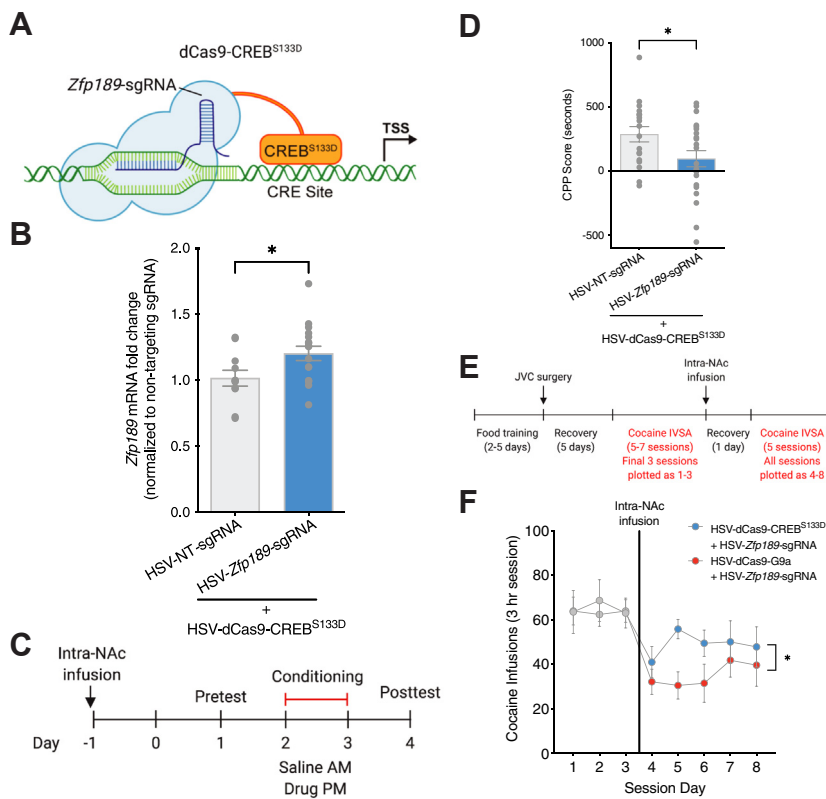 A
dCas9-CREBS133D
Zfp189-sgRNA
CREBS133D
TSS
CRE Site
B
Zfp189 mRNA fold change
(normalized to non-targeting sgRNA)
2.0
1.5
1.0
0.5
0.0
*
HSV-NT-sgRNA
HSV-Zfp189-sgRNA
+
HSV-dCas9-CREBS133D
C
Intra-NAc
infusion
Pretest
Conditioning
Posttest
Day -1 0 1 2 3 4
Saline AM
Drug PM
D
CPP Score (seconds)
1000
500
0
-500
*
HSV-NT-sgRNA
HSV-Zfp189-sgRNA
+
HSV-dCas9-CREBS133D
E
JVC surgery
Intra-NAc
infusion
Food training
(2-5 days)
Recovery
(5 days)
Cocaine IVSA
(5-7 sessions)
Final 3 sessions
plotted as 1-3
Recovery
(1 day)
Cocaine IVSA
(5 sessions)
All sessions
plotted as 4-8
F
Intra-NAc
infusion
HSV-dCas9-CREBS133D
+ HSV-Zfp189-sgRNA
HSV-dCas9-G9a
+ HSV-Zfp189-sgRNA
Cocaine Infusions (3 hr session)
100
80
60
40
20
0
*
1 2 3 4 5 6 7 8
Session Day